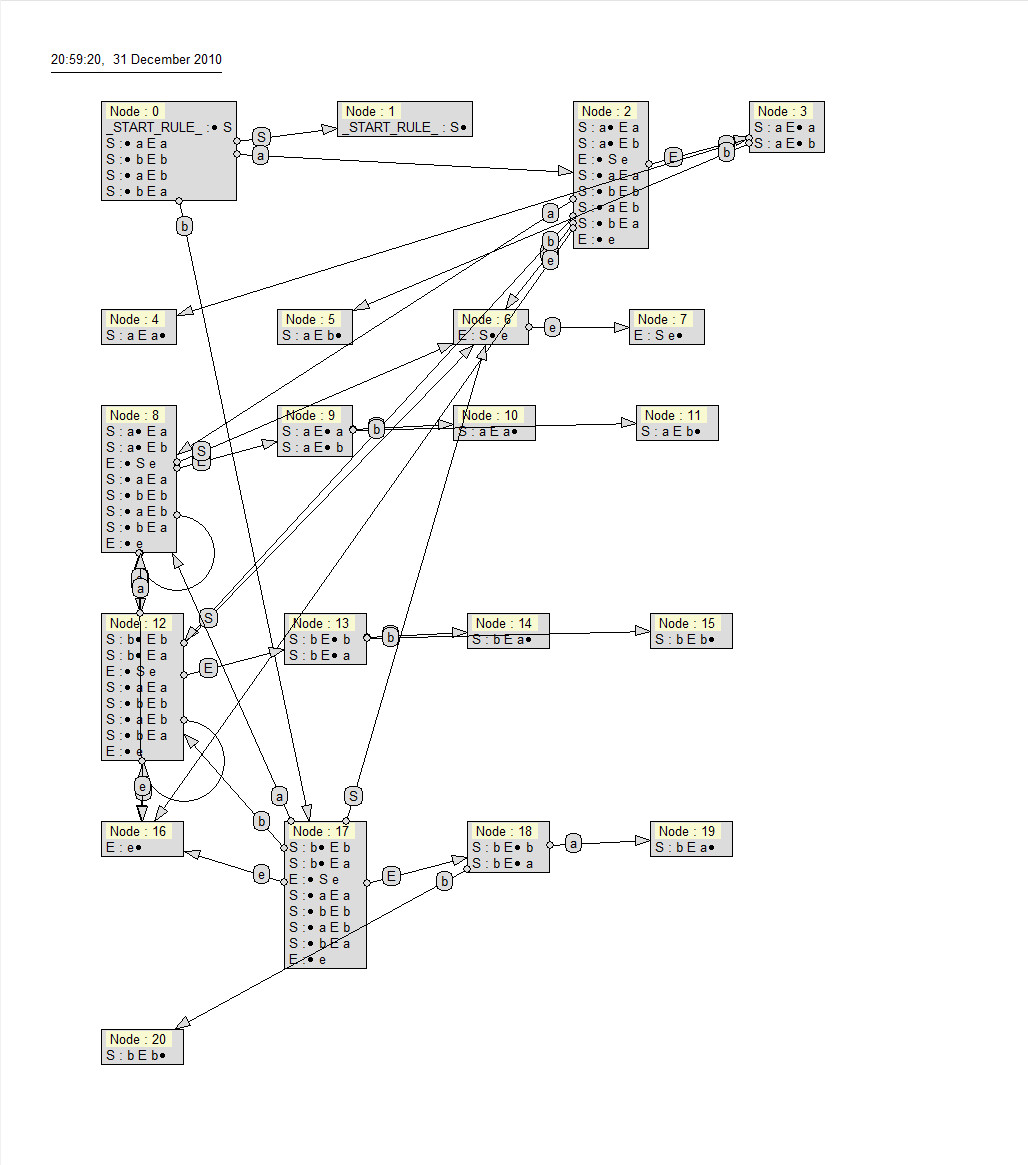 20:59:20, 31 December 2010
Node : 0
_START_RULE_ :• S
S :• a E a
S :• b E b
S :• a E b
S :• b E a
Node : 1
_START_RULE_ : S•
Node : 2
S : a• E a
S : a• E b
E :• S e
S :• a E a
S :• b E b
S :• a E b
S :• b E a
E :• e
Node : 3
S : a E• a
S : a E• b
S
a
E
b
b
a
b
e
Node : 4
S : a E a•
Node : 5
S : a E b•
Node : 6
E : S• e
e
Node : 7
E : S e•
Node : 8
S : a• E a
S : a• E b
E :• S e
S :• a E a
S :• b E b
S :• a E b
S :• b E a
E :• e
S
E
Node : 9
S : a E• a
S : a E• b
b
Node : 10
S : a E a•
Node : 11
S : a E b•
a
Node : 12
S : b• E b
S : b• E a
E :• S e
S :• a E a
S :• b E b
S :• a E b
S :• b E a
E :• e
S
E
Node : 13
S : b E• b
S : b E• a
b
Node : 14
S : b E a•
Node : 15
S : b E b•
e
a
S
b
Node : 16
E : e•
e
Node : 17
S : b• E b
S : b• E a
E :• S e
S :• a E a
S :• b E b
S :• a E b
S :• b E a
E :• e
E
b
Node : 18
S : b E• b
S : b E• a
a
Node : 19
S : b E a•
Node : 20
S : b E b•